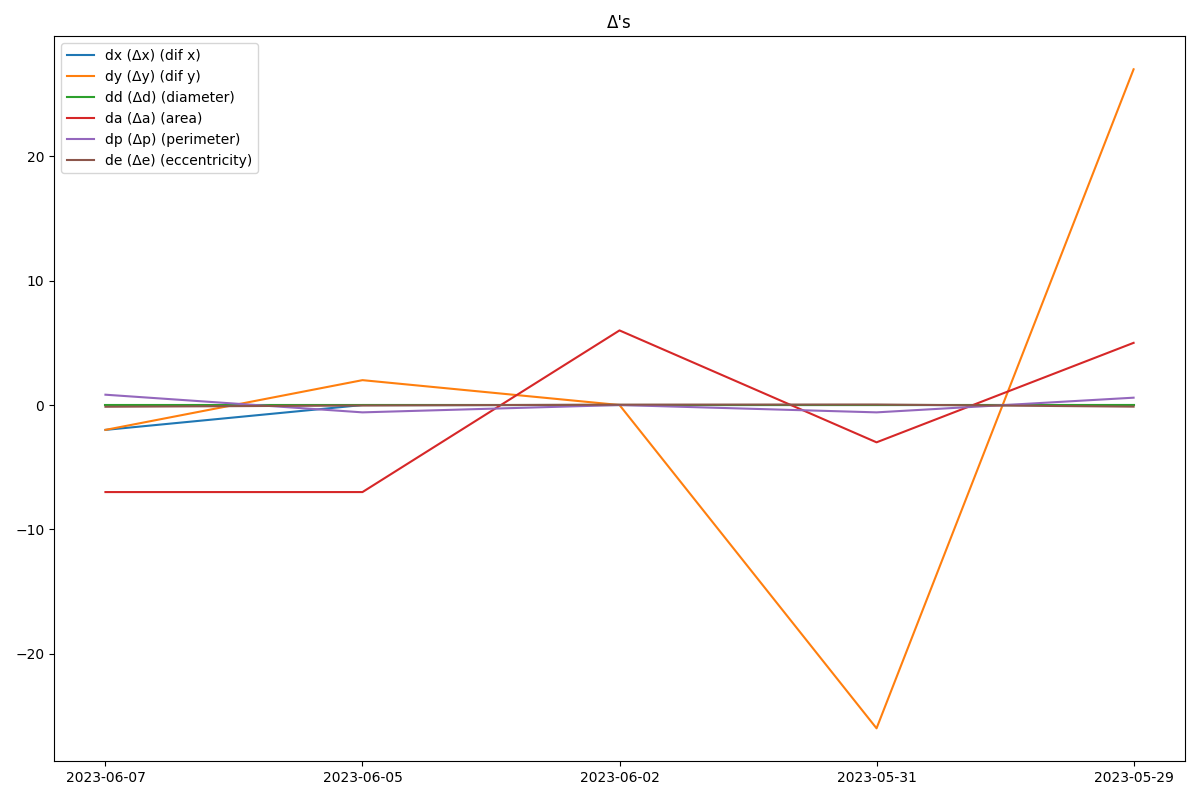 Δ's
dx (Δx) (dif x)
dy (Δy) (dif y)
dd (Δd) (diameter)
da (Δa) (area)
dp (Δp) (perimeter)
de (Δe) (eccentricity)
20
10
0
−10
−20
2023-06-07 2023-06-05 2023-06-02 2023-05-31 2023-05-29